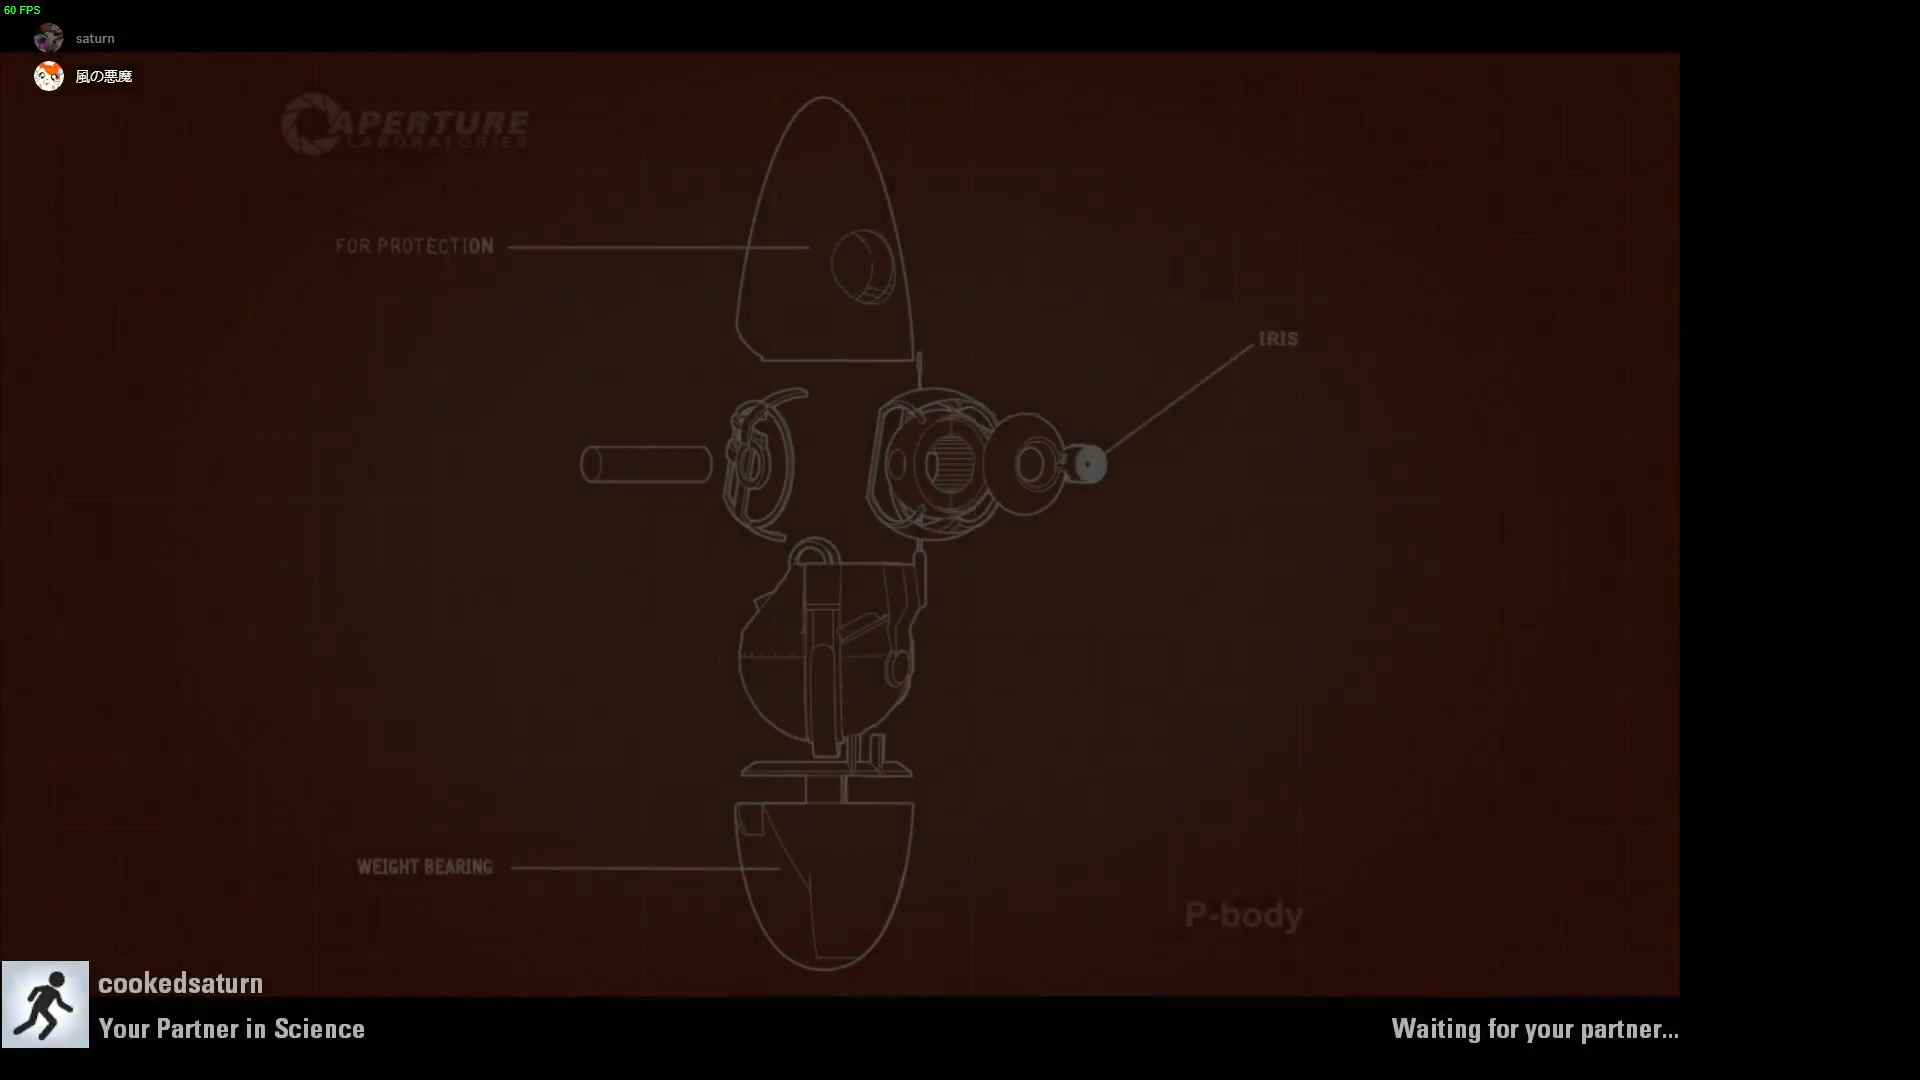 60 FPS
saturn
風の悪魔
APERTURE
LABORATORIES
FOR PROTECTION
IRIS
WEIGHT BEARING
P-body
cookedsaturn
Your Partner in Science
Waiting for your partner...